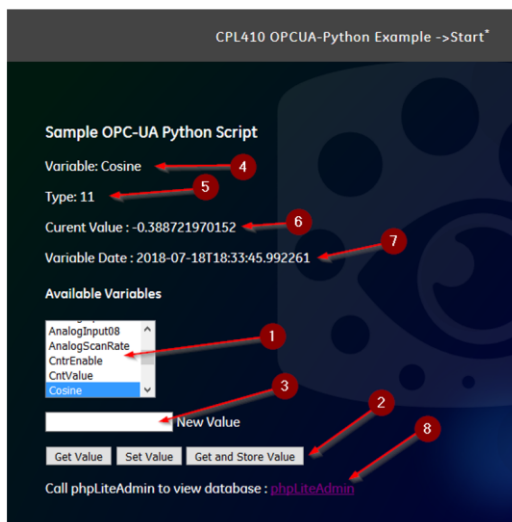 CPL410 OPCUA-Python Example ->Start*
Sample OPC-UA Python Script
Variable: Cosine
4
Type: 11
5
Curent Value : -0.388721970152
6
Variable Date : 2018-07-18T18:33:45.992261
7
Available Variables
AnalogInput08
AnalogScanRate
CntrEnable
CntValue
Cosine
1
3
New Value
2
Get Value Set Value Get and Store Value
8
Call phpLiteAdmin to view database : phpLiteAdmin